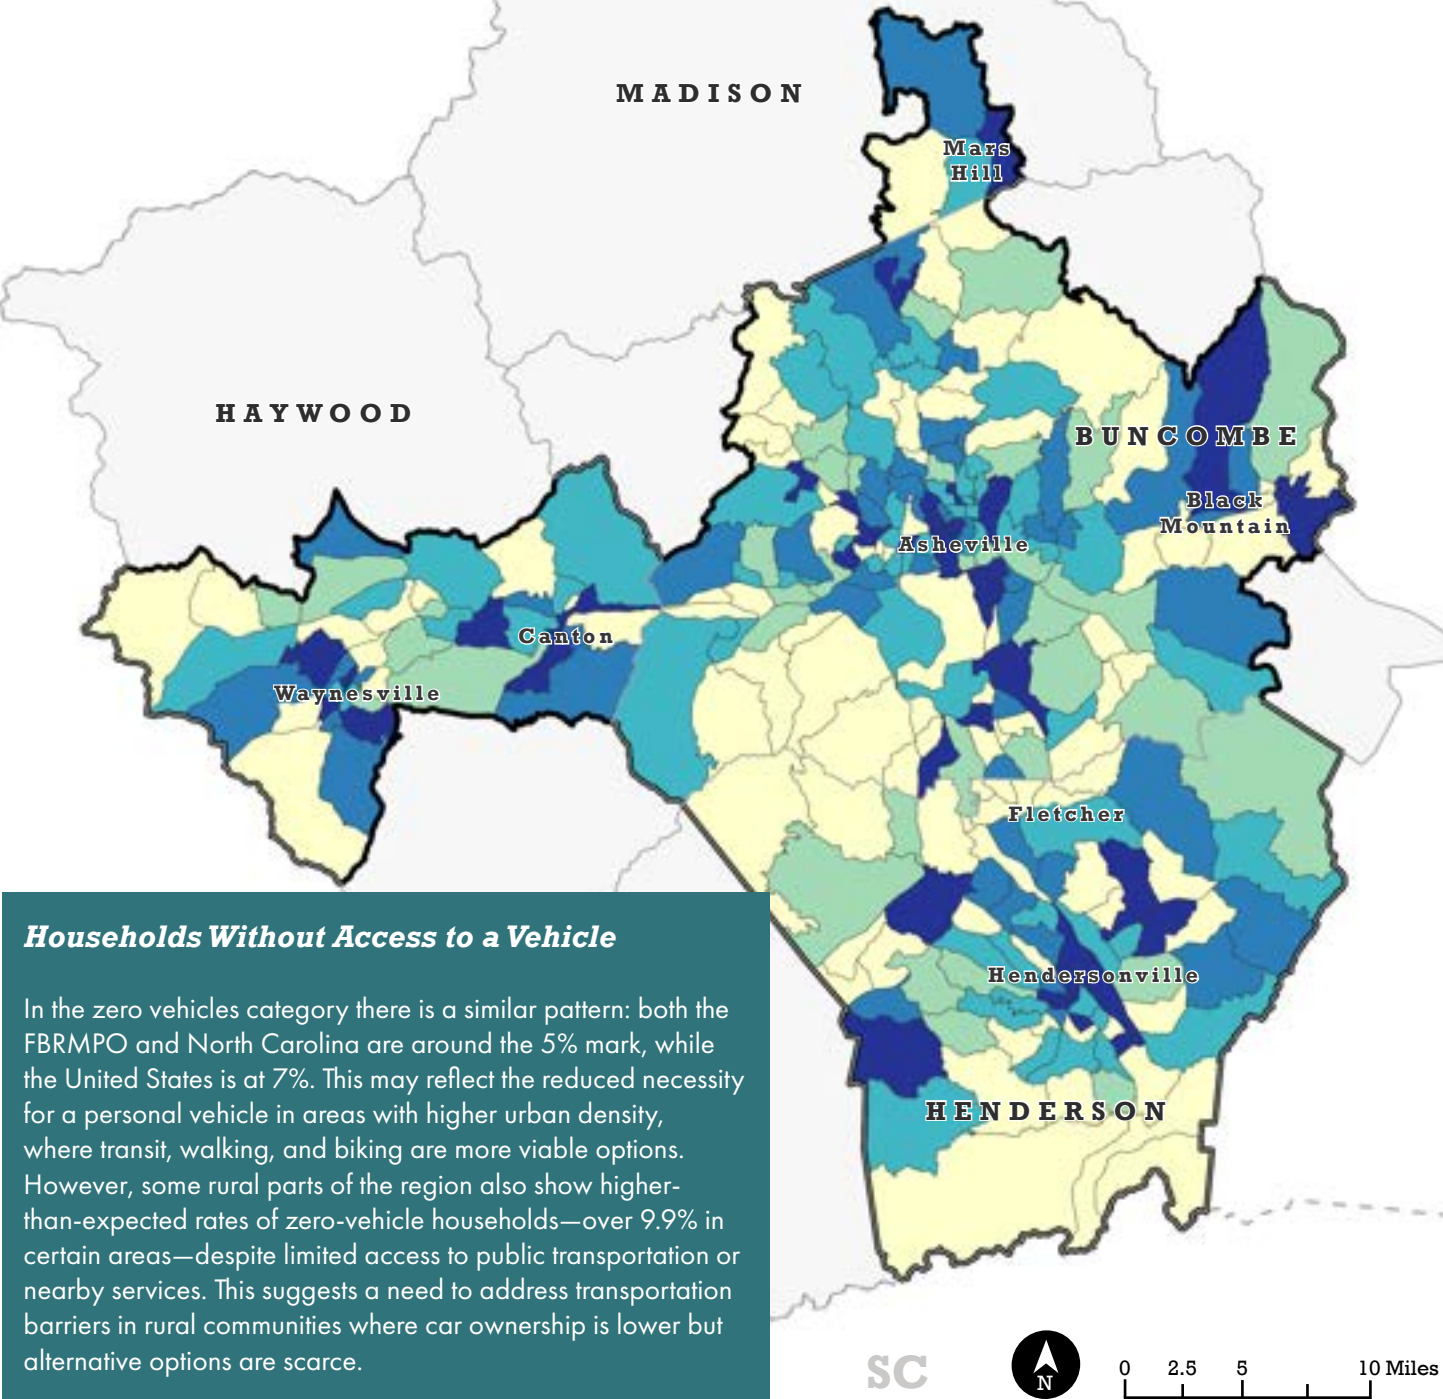 MADISON
Mars
Hill
HAYWOOD
BUNCOMBE
Black
Mountain
Asheville
Canton
Waynesville
Fletcher
Hendersonville
HENDERSON
Households Without Access to a Vehicle
In the zero vehicles category there is a similar pattern: both the
FBRMPO and North Carolina are around the 5% mark, while
the United States is at 7%. This may reflect the reduced necessity
for a personal vehicle in areas with higher urban density,
where transit, walking, and biking are more viable options.
However, some rural parts of the region also show higher-
than-expected rates of zero-vehicle households—over 9.9% in
certain areas—despite limited access to public transportation or
nearby services. This suggests a need to address transportation
barriers in rural communities where car ownership is lower but
alternative options are scarce.
SC
N
0 2.5 5 10 Miles